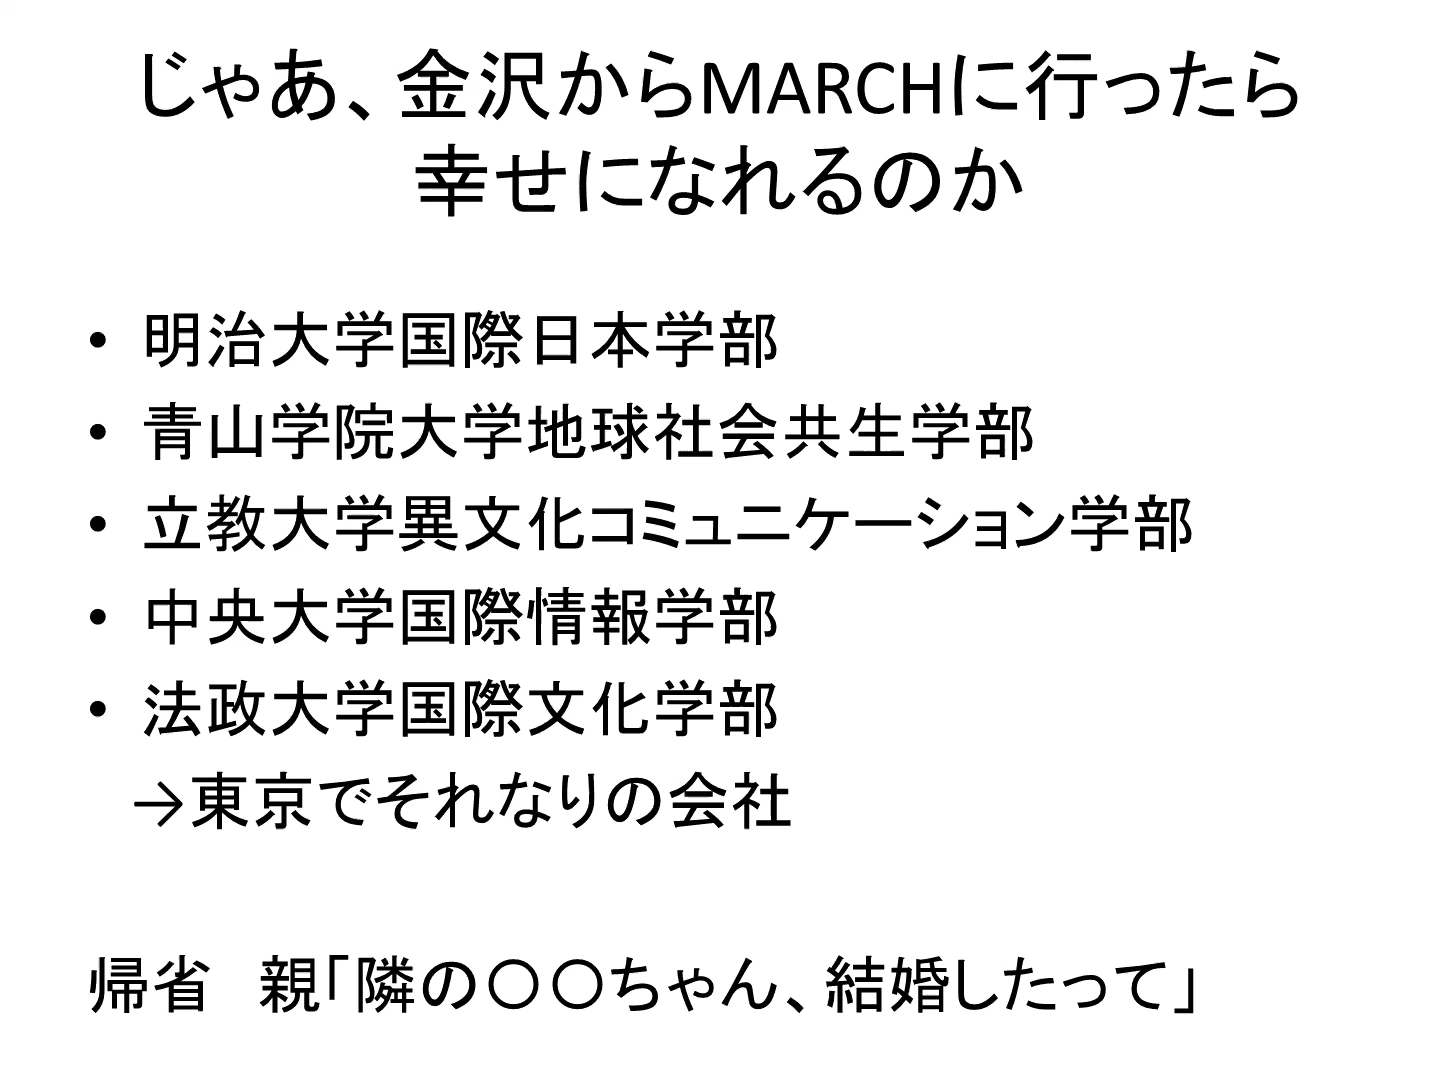 じゃあ、金沢からMARCHに行ったら
幸せになれるのか
• 明治大学国際日本学部
• 青山学院大学地球社会共生学部
• 立教大学異文化コミュニケーション学部
• 中央大学国際情報学部
• 法政大学国際文化学部
→東京でそれなりの会社
帰省　親「隣の〇〇ちゃん、結婚したって」